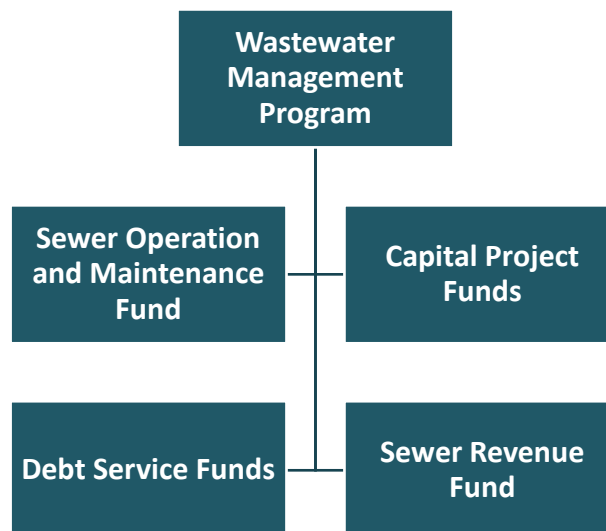 Wastewater
Management
Program
Sewer Operation
and Maintenance
Fund
Capital Project
Funds
Debt Service Funds
Sewer Revenue
Fund